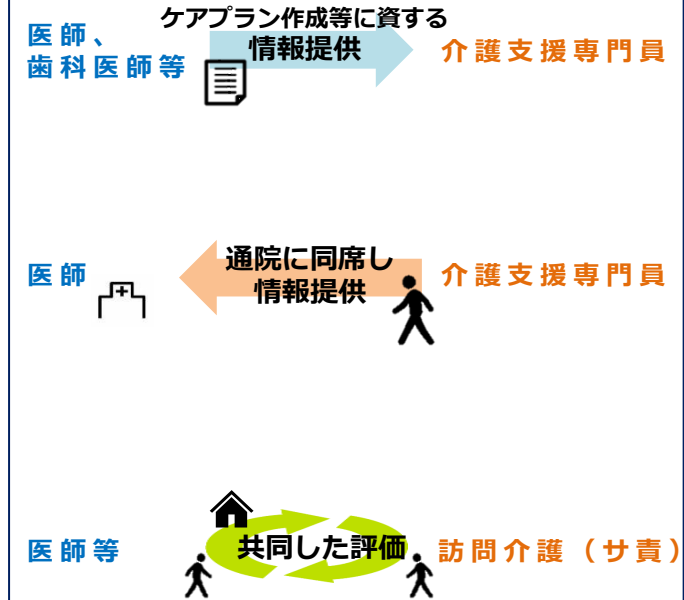 ケアプラン作成等に資する
医師、
歯科医師等
情報提供
介護支援専門員
通院に同席し
医師
情報提供
介護支援専門員
医師等
共同した評価
訪問介護（サ責）